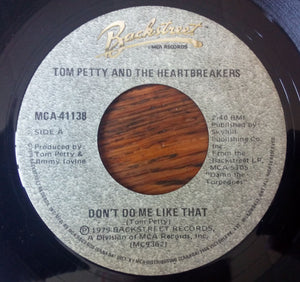 Backstreet
MCA RECORDS
TOM PETTY AND THE HEARTBREAKERS
MCA-41138
SIDE A
Produced by
Tom Petty &
Jimmy Iovine
2:40 BMI
Published by
Skyhill
Publishing Co.
Inc.
From the
Backstreet LP
MCA-5105
"Damn the
Torpedoes"
DON'T DO ME LIKE THAT
(Tom Petty)
Ⓟ 1979 BACKSTREET RECORDS,
A Division of MCA Records, Inc.
(MC9362)